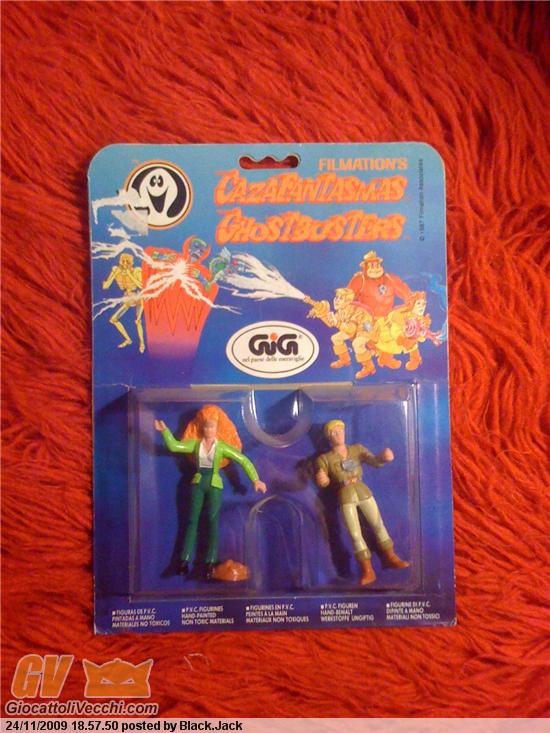 FILMATION'S
CAZAFANTASMAS
GHOSTBUSTERS
© 1987 Filmation Associates
GiG®
nel paese delle meraviglie
FIGURAS DE P.V.C.
PINTADAS A MANO
MATERIALES NO TOXICOS
P.V.C. FIGURINES
HAND-PAINTED
NON TOXIC MATERIALS
FIGURINES EN P.V.C.
PEINTES A LA MAIN
MATERIAUX NON TOXIQUES
P.V.C. FIGUREN
HAND-BEMALT
WERKSTOFFE UNGIFTIG
FIGURINE DI P.V.C.
DIPINTE A MANO
MATERIALI NON TOSSICI
GV
GiocattoliVecchi.com
24/11/2009 18.57.50 posted by Black.Jack